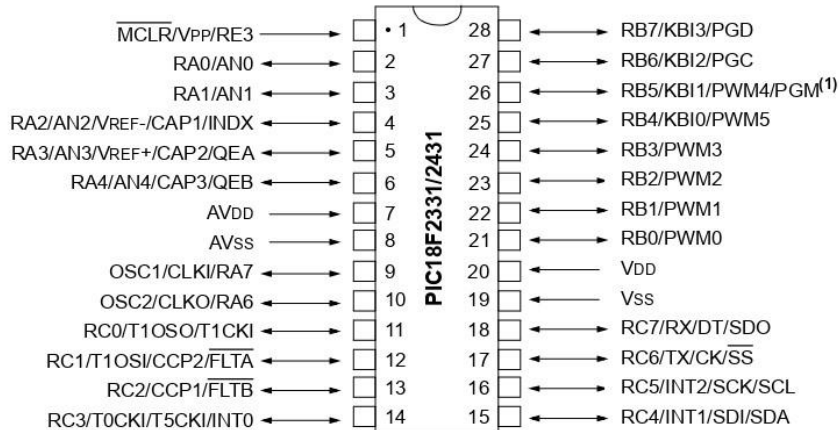 MCLR/VPP/RE3 • 1 28 RB7/KBI3/PGD
RA0/AN0 2 27 RB6/KBI2/PGC
RA1/AN1 3 26 RB5/KBI1/PWM4/PGM(1)
RA2/AN2/VREF-/CAP1/INDX 4 25 RB4/KBI0/PWM5
RA3/AN3/VREF+/CAP2/QEA 5 24 RB3/PWM3
RA4/AN4/CAP3/QEB 6 23 RB2/PWM2
AVDD 7 22 RB1/PWM1
AVSS 8 21 RB0/PWM0
OSC1/CLKI/RA7 9 20 VDD
OSC2/CLKO/RA6 10 19 VSS
RC0/T1OSO/T1CKI 11 18 RC7/RX/DT/SDO
RC1/T1OSI/CCP2/FLTA 12 17 RC6/TX/CK/SS
RC2/CCP1/FLTB 13 16 RC5/INT2/SCK/SCL
RC3/T0CKI/T5CKI/INT0 14 15 RC4/INT1/SDI/SDA
PIC18F2331/2431